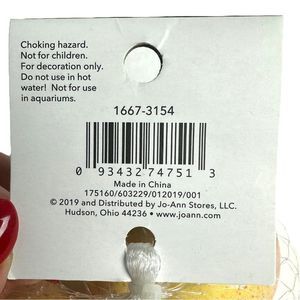 Choking hazard.
Not for children.
For decoration only.
Do not use in hot
water! Not for use
in aquariums.
1667-3154
0 93432 74751 3
Made in China
175160/603229/012019/001
© 2019 and Distributed by Jo-Ann Stores, LLC.
Hudson, Ohio 44236 • www.joann.com